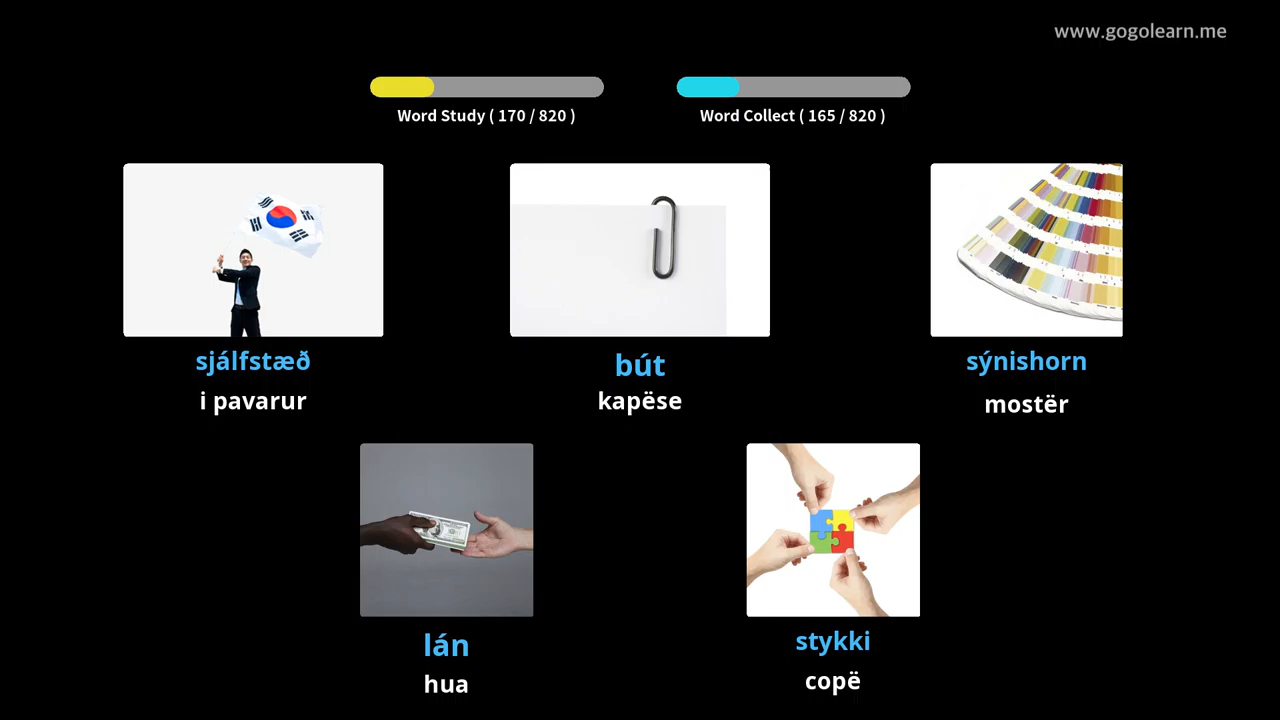 www.gogolearn.me
Word Study ( 170 / 820 )
Word Collect ( 165 / 820 )
sjálfstæð
i pavarur
bút
kapëse
sýnishorn
mostër
lán
hua
stykki
copë